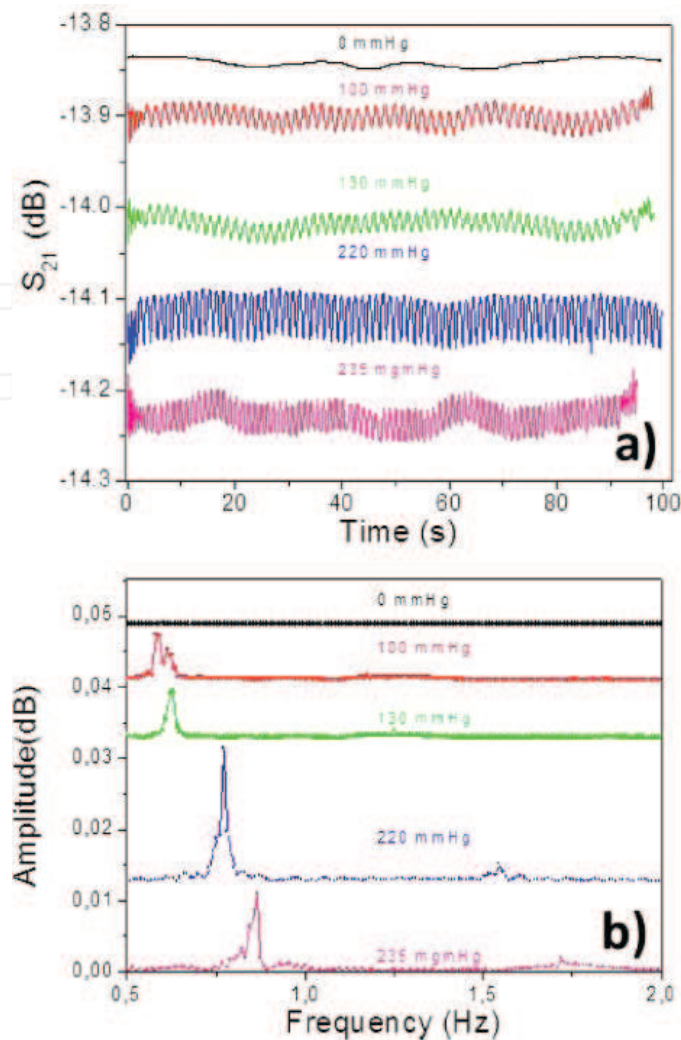 -13.8
0 mmHg
-13.9
100 mmHg
130 mmHg
-14.0
S21 (dB)
220 mmHg
-14.1
235 mgmHg
-14.2
-14.3
a)
0 20 40 60 80 100
Time (s)
0 mmHg
0,05
100 mmHg
0,04
130 mmHg
0,03
Amplitude(dB)
0,02
220 mmHg
0,01
235 mgmHg
0,00
b)
0,5 1,0 1,5 2,0
Frequency (Hz)